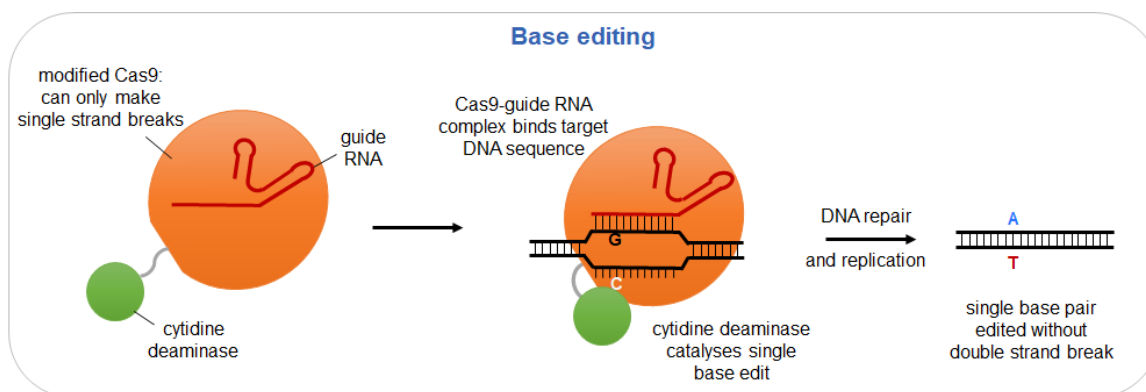 Base editing
modified Cas9:
can only make
single strand breaks
guide
RNA
cytidine
deaminase
Cas9-guide RNA
complex binds target
DNA sequence
G
C
cytidine deaminase
catalyses single
base edit
DNA repair
and replication
A
T
single base pair
edited without
double strand break